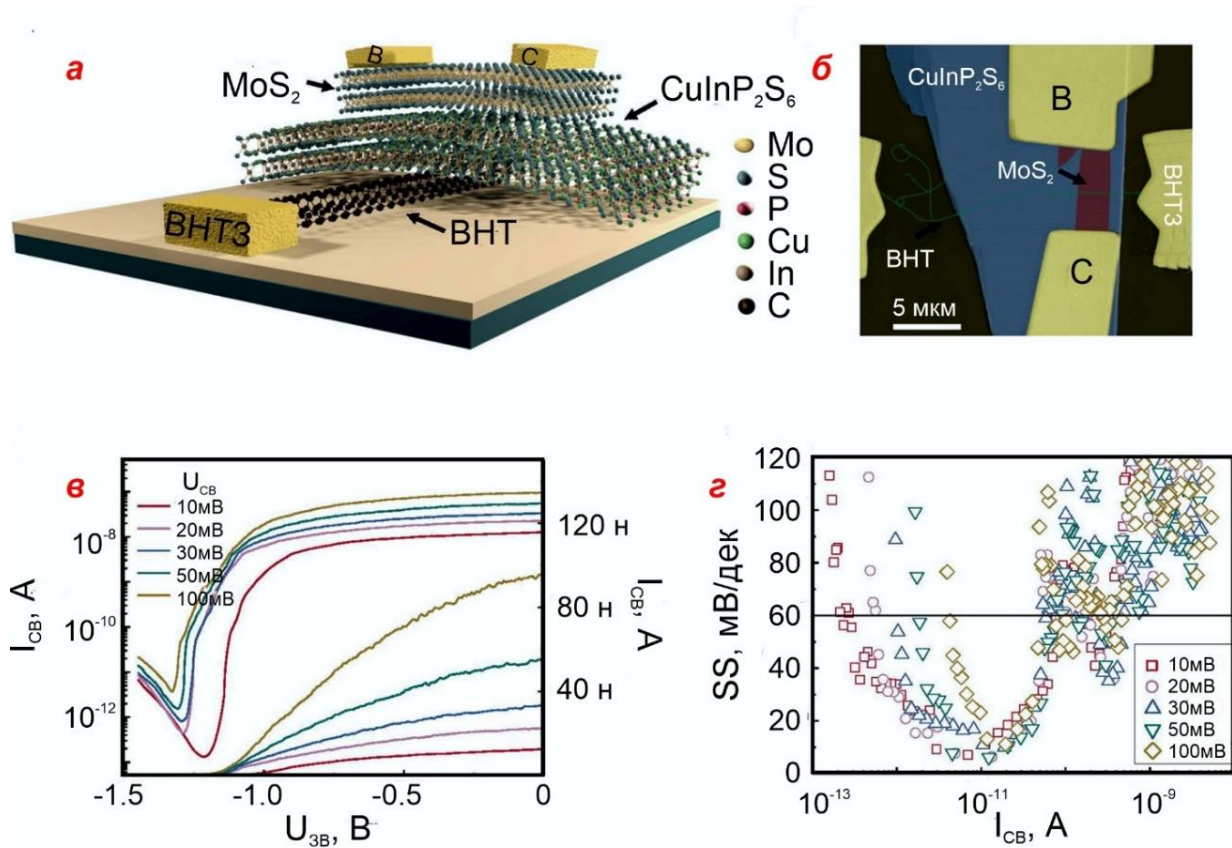 а
B
C
MoS2
CuInP2S6
Mo
S
P
Cu
In
C
ВНТЗ
ВНТ
б
CuInP2S6
B
MoS2
ВНТЗ
ВНТ
C
5 мкм
в
UСВ
10мВ
20мВ
30мВ
50мВ
100мВ
10-8
10-10
10-12
IСВ, А
120 н
80 н
40 н
IСВ, А
-1.5
-1.0
-0.5
0
UЗВ, В
г
120
100
80
60
40
20
0
SS, мВ/дек
10мВ
20мВ
30мВ
50мВ
100мВ
10-13
10-11
10-9
IСВ, А